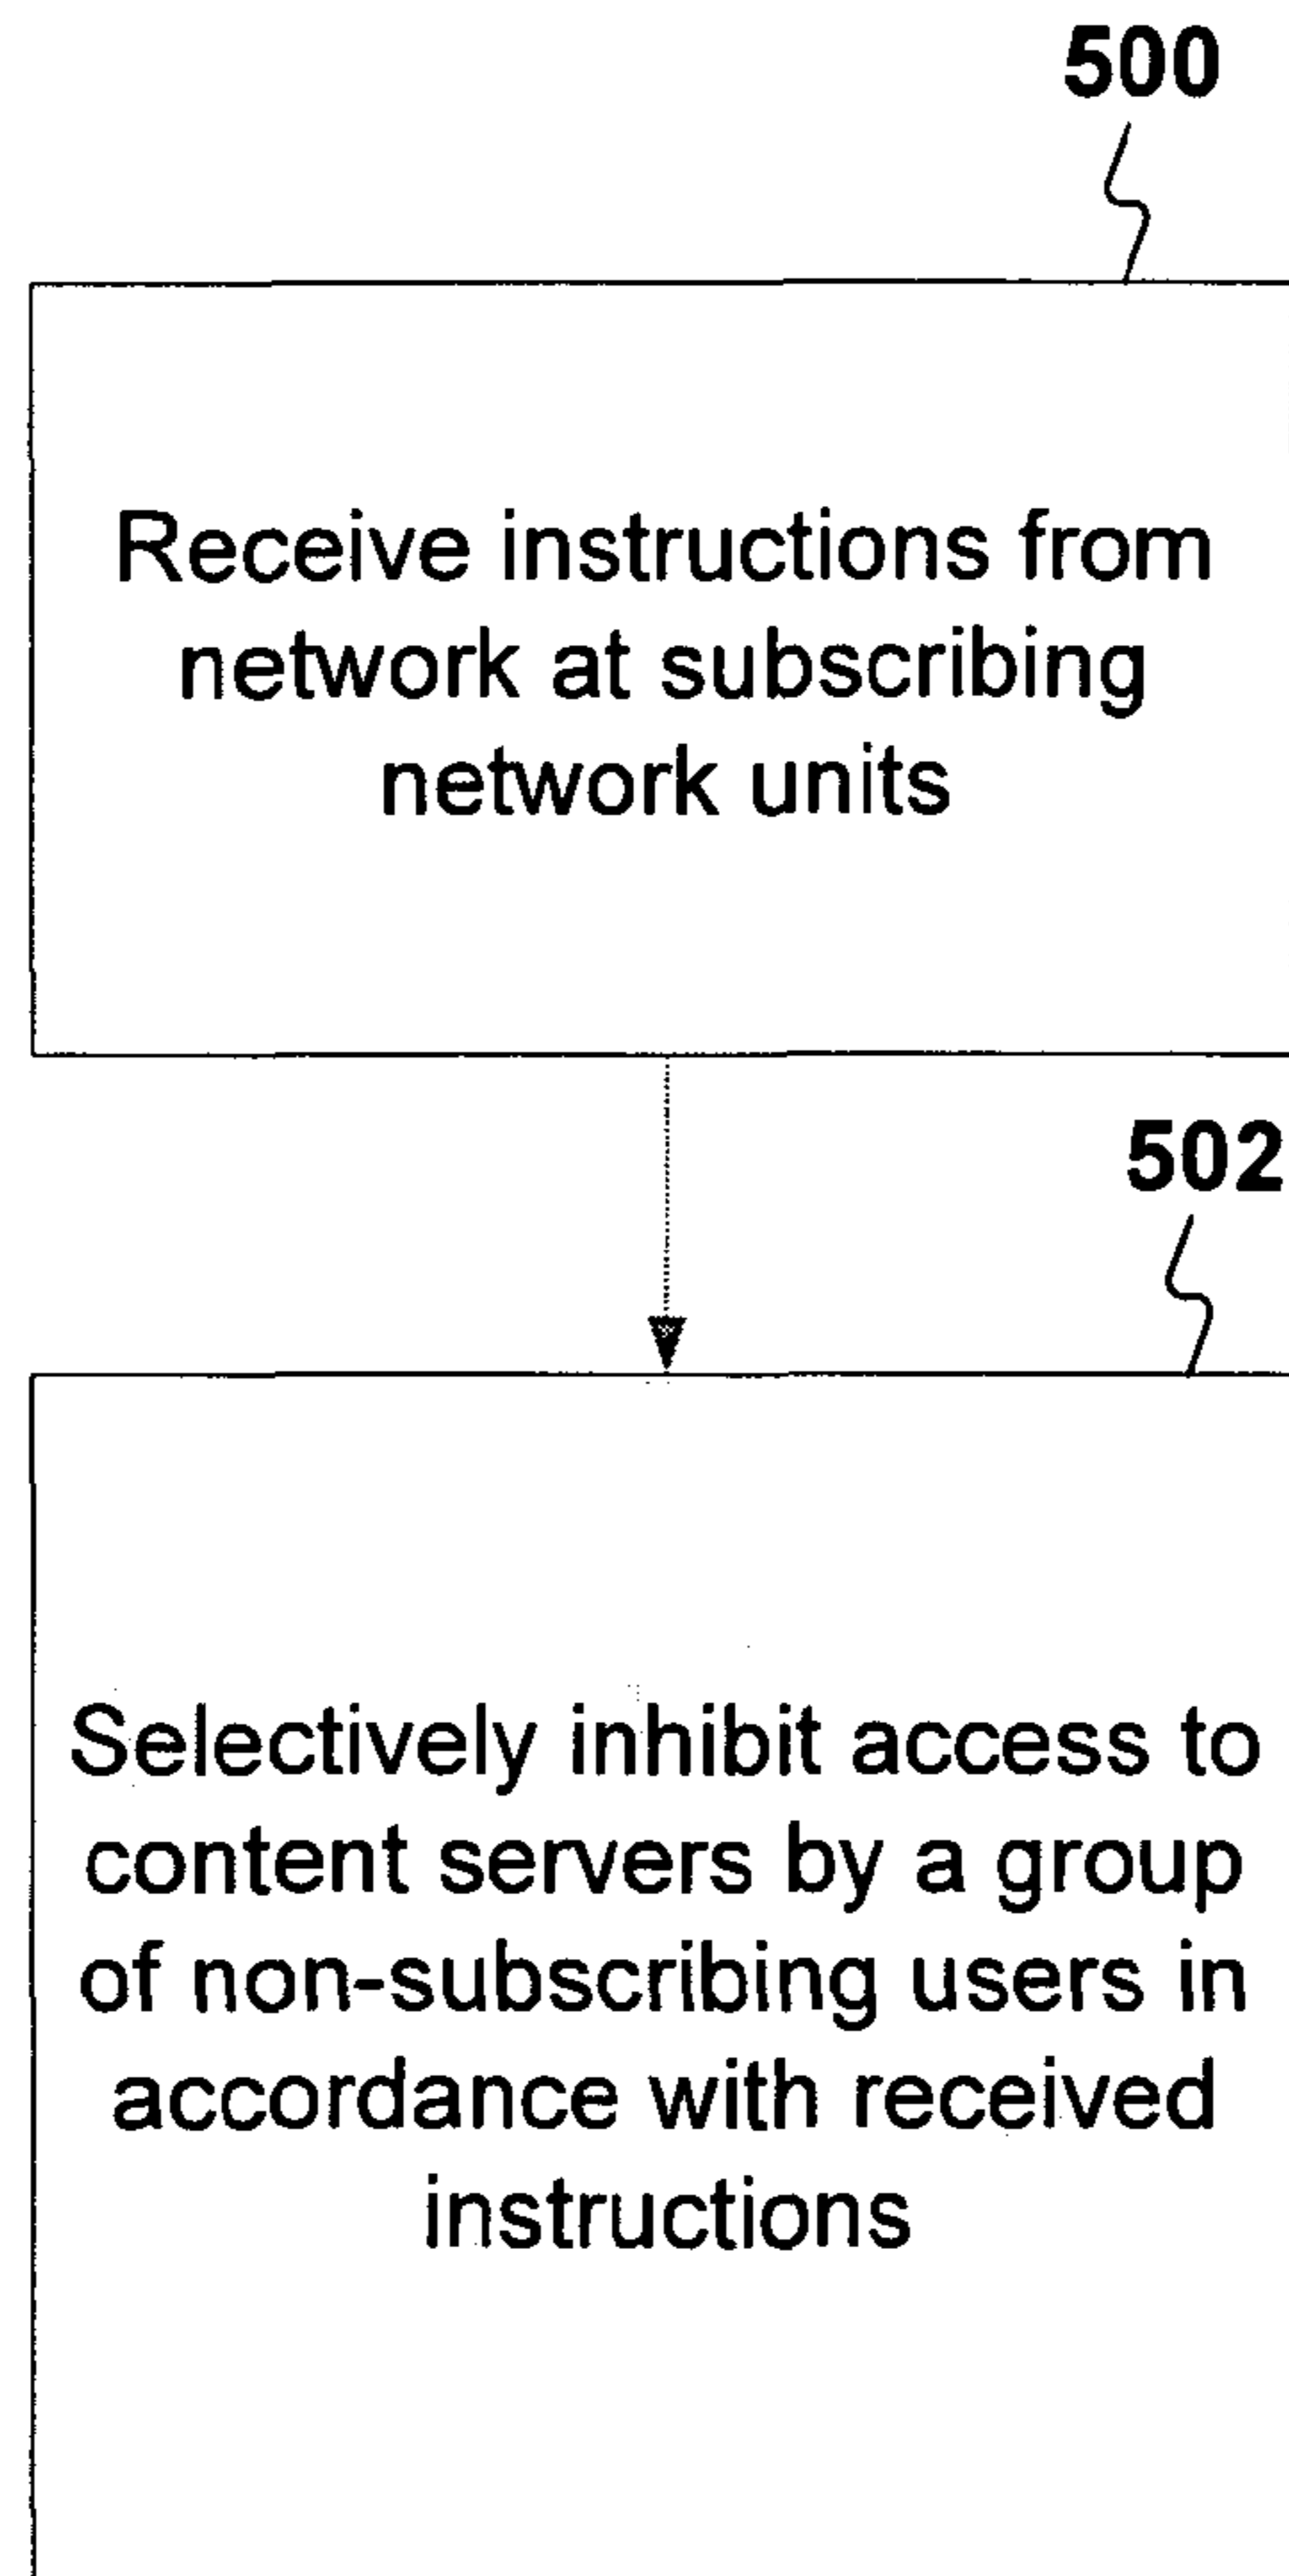 500
Receive instructions from
network at subscribing
network units
502
Selectively inhibit access to
content servers by a group
of non-subscribing users in
accordance with received
instructions